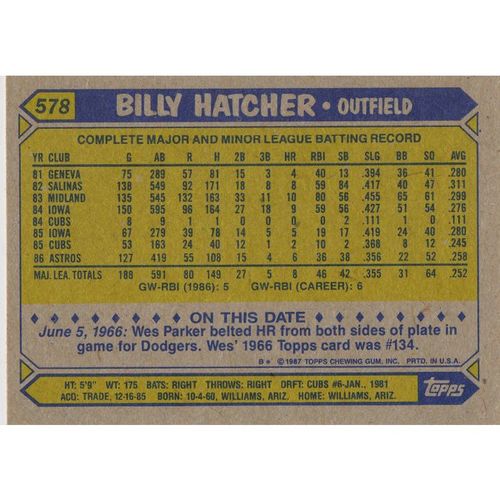 578 BILLY HATCHER • OUTFIELD
COMPLETE MAJOR AND MINOR LEAGUE BATTING RECORD
YR CLUB G AB R H 2B 3B HR RBI SB SLG BB SO AVG
81 GENEVA 75 289 57 81 15 3 4 40 13 .394 36 41 .280
82 SALINAS 138 549 92 171 18 8 8 59 84 .417 40 47 .311
83 MIDLAND 135 545 132 163 33 11 10 80 56 .455 65 61 .299
84 IOWA 150 595 96 164 27 18 9 59 56 .427 51 54 .276
84 CUBS 8 9 1 1 0 0 0 0 2 .111 1 0 .111
85 IOWA 67 279 39 78 14 5 5 19 17 .419 24 40 .280
85 CUBS 53 163 24 40 12 1 2 10 2 .368 8 12 .245
86 ASTROS 127 419 55 108 15 4 6 36 38 .356 22 52 .258
MAJ. LEA. TOTALS 188 591 80 149 27 5 8 46 42 .355 31 64 .252
GW-RBI (1986): 5 GW-RBI (CAREER): 6
ON THIS DATE
June 5, 1966: Wes Parker belted HR from both sides of plate in
game for Dodgers. Wes' 1966 Topps card was #134.
B* © 1987 TOPPS CHEWING GUM, INC. PRTD. IN U.S.A.
HT: 5'9" WT: 175 BATS: RIGHT THROWS: RIGHT DRFT: CUBS #6-JAN., 1981
ACQ: TRADE, 12-16-85 BORN: 10-4-60, WILLIAMS, ARIZ. HOME: WILLIAMS, ARIZ.
topps